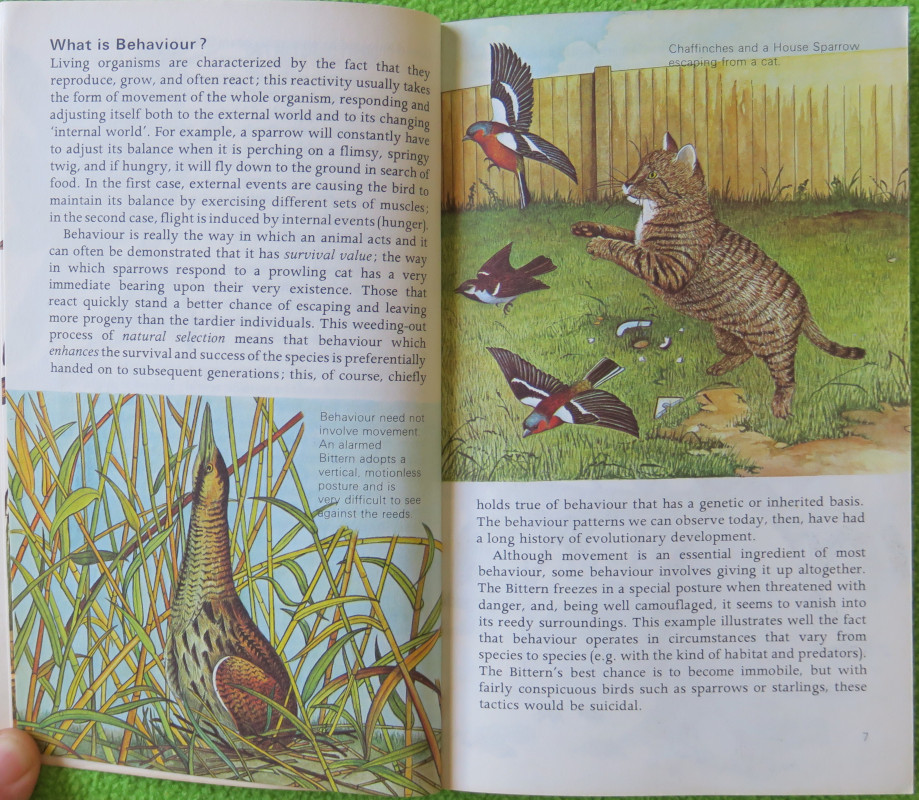 What is Behaviour?
Living organisms are characterized by the fact that they
reproduce, grow, and often react; this reactivity usually takes
the form of movement of the whole organism, responding and
adjusting itself both to the external world and to its changing
'internal world'. For example, a sparrow will constantly have
to adjust its balance when it is perching on a flimsy, springy
twig, and if hungry, it will fly down to the ground in search of
food. In the first case, external events are causing the bird to
maintain its balance by exercising different sets of muscles;
in the second case, flight is induced by internal events (hunger).
Behaviour is really the way in which an animal acts and it
can often be demonstrated that it has survival value; the way
in which sparrows respond to a prowling cat has a very
immediate bearing upon their very existence. Those that
react quickly stand a better chance of escaping and leaving
more progeny than the tardier individuals. This weeding-out
process of natural selection means that behaviour which
enhances the survival and success of the species is preferentially
handed on to subsequent generations; this, of course, chiefly
Behaviour need not
involve movement
An alarmed
Bittern adopts a
vertical, motionless
posture and is
very difficult to see
against the reeds.
Chaffinches and a House Sparrow
escaping from a cat.
holds true of behaviour that has a genetic or inherited basis.
The behaviour patterns we can observe today, then, have had
a long history of evolutionary development.
Although movement is an essential ingredient of most
behaviour, some behaviour involves giving it up altogether.
The Bittern freezes in a special posture when threatened with
danger, and, being well camouflaged, it seems to vanish into
its reedy surroundings. This example illustrates well the fact
that behaviour operates in circumstances that vary from
species to species (e.g. with the kind of habitat and predators).
The Bittern's best chance is to become immobile, but with
fairly conspicuous birds such as sparrows or starlings, these
tactics would be suicidal.
7